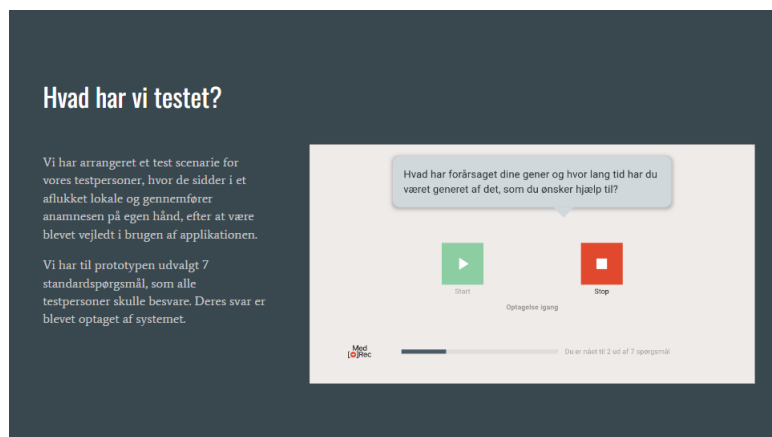 Hvad har vi testet?
Vi har arrangeret et test scenarie for
vores testpersoner, hvor de sidder i et
aflukket lokale og gennemfører
anamnesen på egen hånd, efter at være
blevet vejledt i brugen af applikationen.
Vi har til prototypen udvalgt 7
standardspørgsmål, som alle
testpersoner skulle besvare. Deres svar er
blevet optaget af systemet.
Hvad har forårsaget dine gener og hvor lang tid har du
været generet af det, som du ønsker hjælp til?
Start
Stop
Optagelse igang
Med
[o]Rec
Du er nået til 2 ud af 7 spørgsmål